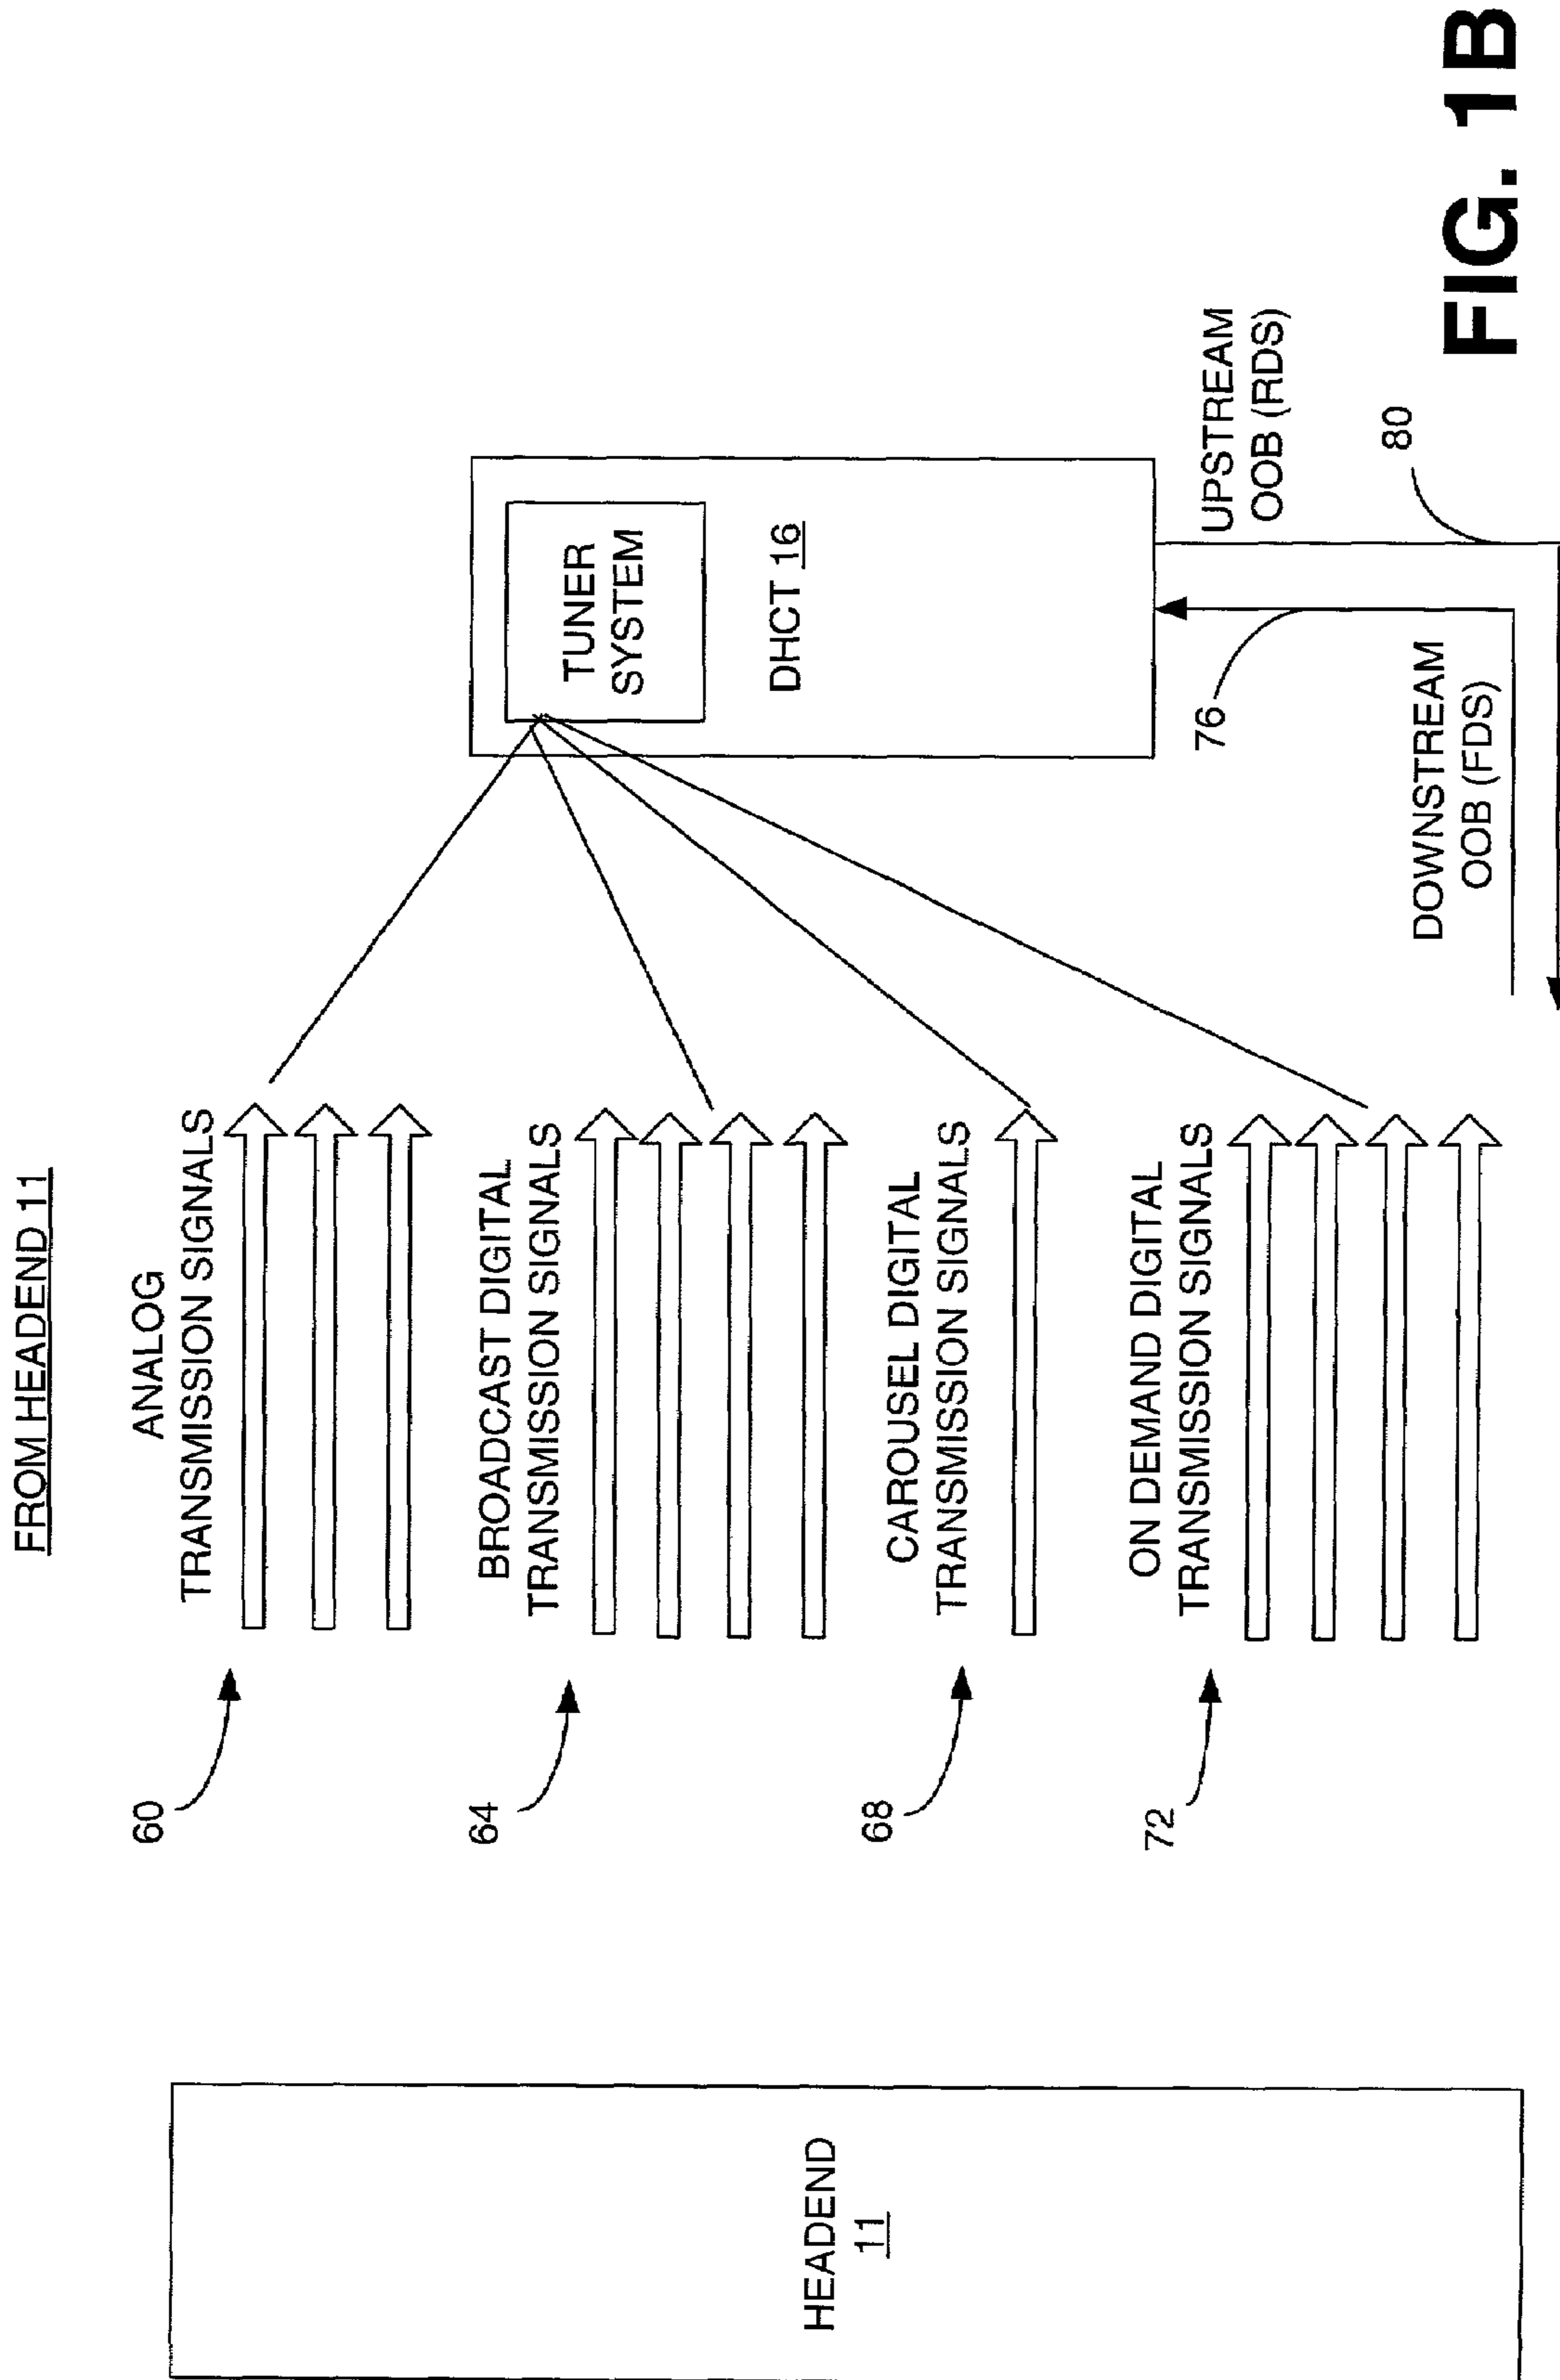 FROM HEADEND 11
HEADEND
11
60
ANALOG
TRANSMISSION SIGNALS
64
BROADCAST DIGITAL
TRANSMISSION SIGNALS
68
CAROUSEL DIGITAL
TRANSMISSION SIGNALS
72
ON DEMAND DIGITAL
TRANSMISSION SIGNALS
TUNER
SYSTEM
DHCT 16
76
DOWNSTREAM
OOB (FDS)
UPSTREAM
OOB (RDS)
80
FIG. 1B